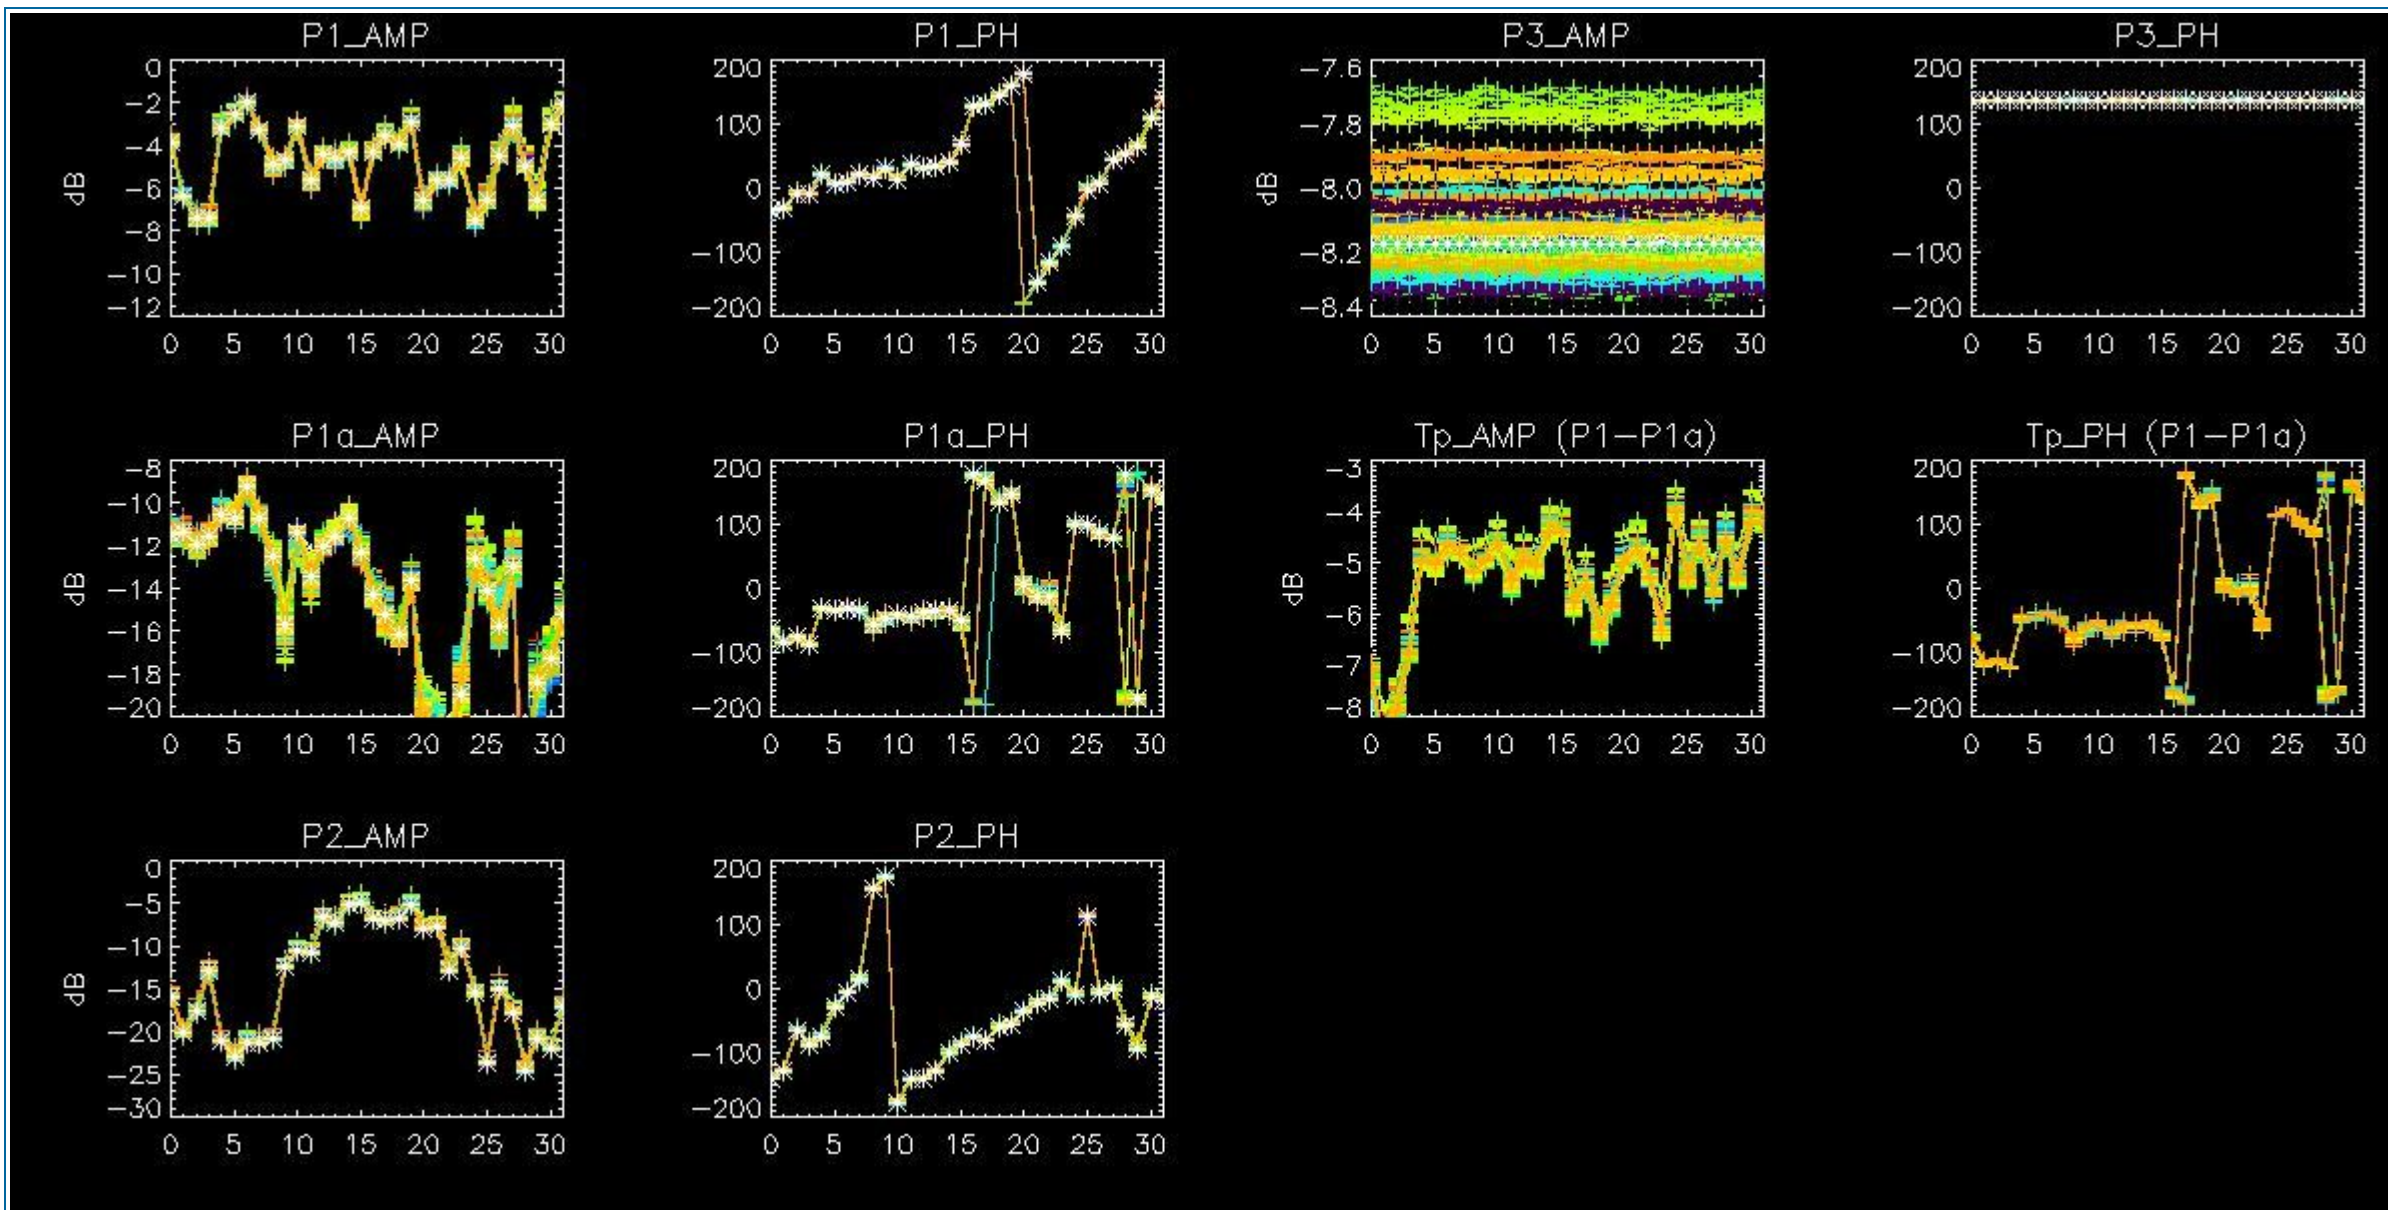 P1_AMP
0
−2
−4
−6
−8
−10
−12
dB
0 5 10 15 20 25 30
P1_PH
200
100
0
−100
−200
0 5 10 15 20 25 30
P3_AMP
−7.6
−7.8
−8.0
−8.2
−8.4
dB
0 5 10 15 20 25 30
P3_PH
200
100
0
−100
−200
0 5 10 15 20 25 30
P1a_AMP
−8
−10
−12
−14
−16
−18
−20
dB
0 5 10 15 20 25 30
P1a_PH
200
100
0
−100
−200
0 5 10 15 20 25 30
Tp_AMP (P1−P1a)
−3
−4
−5
−6
−7
−8
dB
0 5 10 15 20 25 30
Tp_PH (P1−P1a)
200
100
0
−100
−200
0 5 10 15 20 25 30
P2_AMP
0
−5
−10
−15
−20
−25
−30
dB
0 5 10 15 20 25 30
P2_PH
200
100
0
−100
−200
0 5 10 15 20 25 30